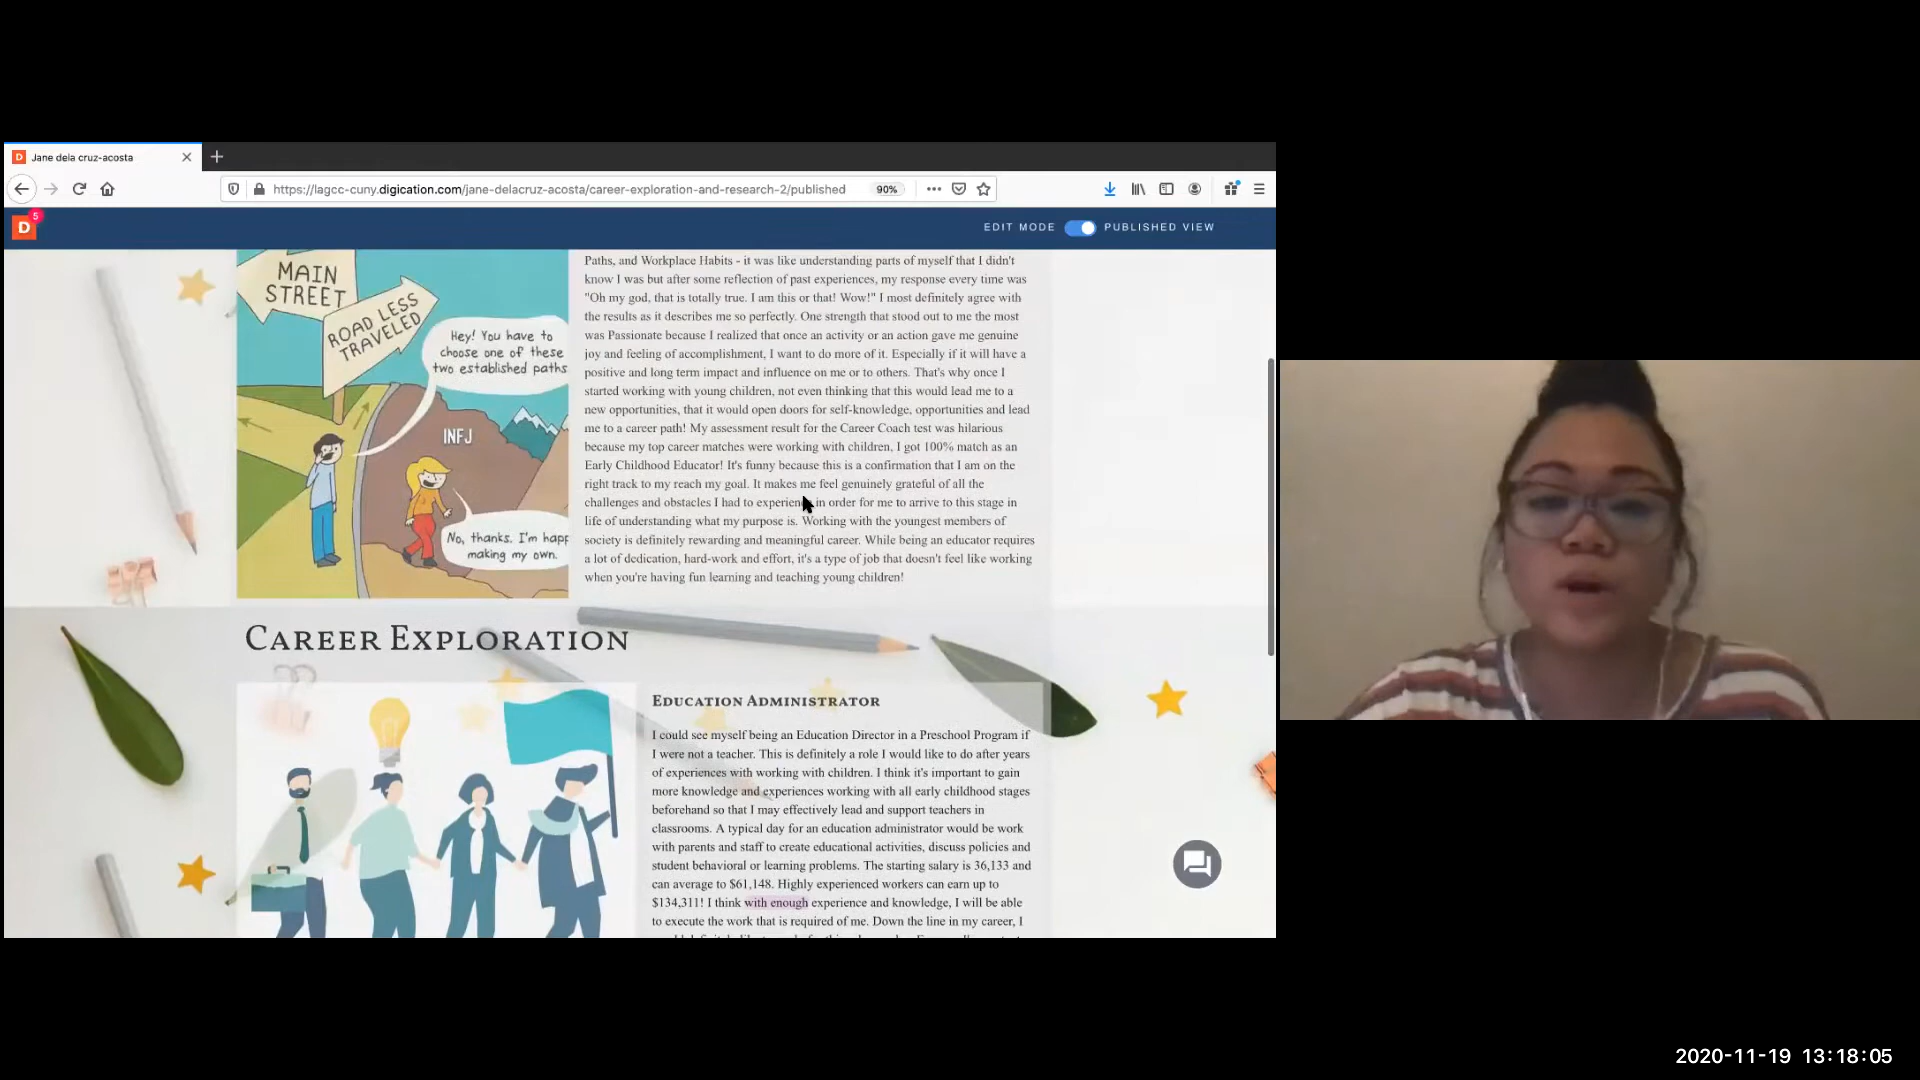 Jane dela cruz-acosta
https://lagcc-cuny.digication.com/jane-delacruz-acosta/career-exploration-and-research-2/published
90%
D
5
EDIT MODE
PUBLISHED VIEW
MAIN
STREET
ROAD LESS
TRAVELED
Hey! You have to
choose one of these
two established paths
INFJ
No, thanks. I'm happ
making my own.
Paths, and Workplace Habits - it was like understanding parts of myself that I didn't
know I was but after some reflection of past experiences, my response every time was
"Oh my god, that is totally true. I am this or that! Wow!" I most definitely agree with
the results as it describes me so perfectly. One strength that stood out to me the most
was Passionate because I realized that once an activity or an action gave me genuine
joy and feeling of accomplishment, I want to do more of it. Especially if it will have a
positive and long term impact and influence on me or to others. That's why once I
started working with young children, not even thinking that this would lead me to a
new opportunities, that it would open doors for self-knowledge, opportunities and lead
me to a career path! My assessment result for the Career Coach test was hilarious
because my top career matches were working with children, I got 100% match as an
Early Childhood Educator! It's funny because this is a confirmation that I am on the
right track to my reach my goal. It makes me feel genuinely grateful of all the
challenges and obstacles I had to experience in order for me to arrive to this stage in
life of understanding what my purpose is. Working with the youngest members of
society is definitely rewarding and meaningful career. While being an educator requires
a lot of dedication, hard-work and effort, it's a type of job that doesn't feel like working
when you're having fun learning and teaching young children!
CAREER EXPLORATION
EDUCATION ADMINISTRATOR
I could see myself being an Education Director in a Preschool Program if
I were not a teacher. This is definitely a role I would like to do after years
of experiences with working with children. I think it's important to gain
more knowledge and experiences working with all early childhood stages
beforehand so that I may effectively lead and support teachers in
classrooms. A typical day for an education administrator would be work
with parents and staff to create educational activities, discuss policies and
student behavioral or learning problems. The starting salary is 36,133 and
can average to $61,148. Highly experienced workers can earn up to
$134,311! I think with enough experience and knowledge, I will be able
to execute the work that is required of me. Down the line in my career, I
2020-11-19 13:18:05